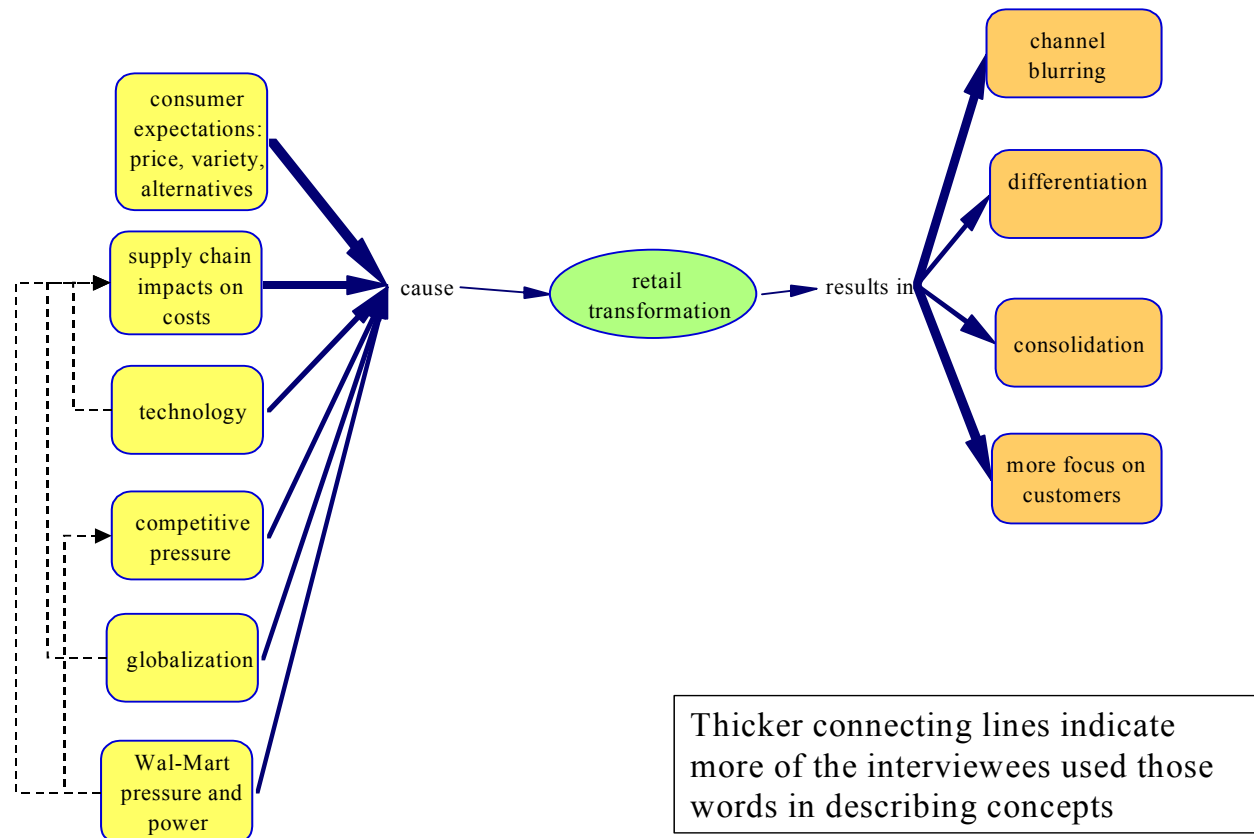 consumer
expectations:
price, variety,
alternatives
supply chain
impacts on
costs
technology
competitive
pressure
globalization
Wal-Mart
pressure and
power
cause
retail
transformation
results in
channel
blurring
differentiation
consolidation
more focus on
customers
Thicker connecting lines indicate
more of the interviewees used those
words in describing concepts